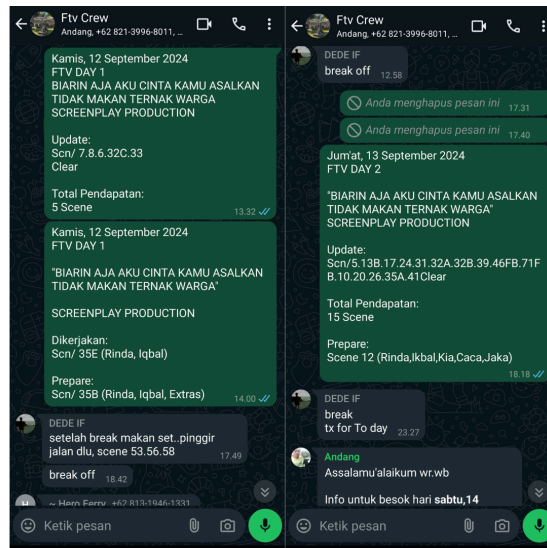 Ftv Crew
Andang, +62 821-3996-8011, ...
Kamis, 12 September 2024
FTV DAY 1
BIARIN AJA AKU CINTA KAMU ASALKAN
TIDAK MAKAN TERNAK WARGA
SCREENPLAY PRODUCTION
Update:
Scn/ 7.8.6.32C.33
Clear
Total Pendapatan:
5 Scene
13.32
Kamis, 12 September 2024
FTV DAY 1
"BIARIN AJA AKU CINTA KAMU ASALKAN
TIDAK MAKAN TERNAK WARGA"
SCREENPLAY PRODUCTION
Dikerjakan:
Scn/ 35E (Rinda, Iqbal)
Prepare:
Scn/ 35B (Rinda, Iqbal, Extras)
14.00
DEDE IF
setelah break makan set..pinggir
jalan dlu, scene 53.56.58
17.49
break off
18.42
~ Hero Ferry +62 813-1946-1331
Ketik pesan
Ftv Crew
Andang, +62 821-3996-8011, ...
DEDE IF
break off
12.58
Anda menghapus pesan ini
17.31
Anda menghapus pesan ini
17.40
Jum'at, 13 September 2024
FTV DAY 2
"BIARIN AJA AKU CINTA KAMU ASALKAN
TIDAK MAKAN TERNAK WARGA"
SCREENPLAY PRODUCTION
Update:
Scn/5.13B.17.24.31.32A.32B.39.46FB.71F
B.10.20.26.35A.41Clear
Total Pendapatan:
15 Scene
Prepare:
Scene 12 (Rinda,Ikbal,Kia,Caca,Jaka)
18.18
DEDE IF
break
tx for To day
23.27
Andang
Assalamu'alaikum wr.wb
Info untuk besok hari sabtu,14
Ketik pesan